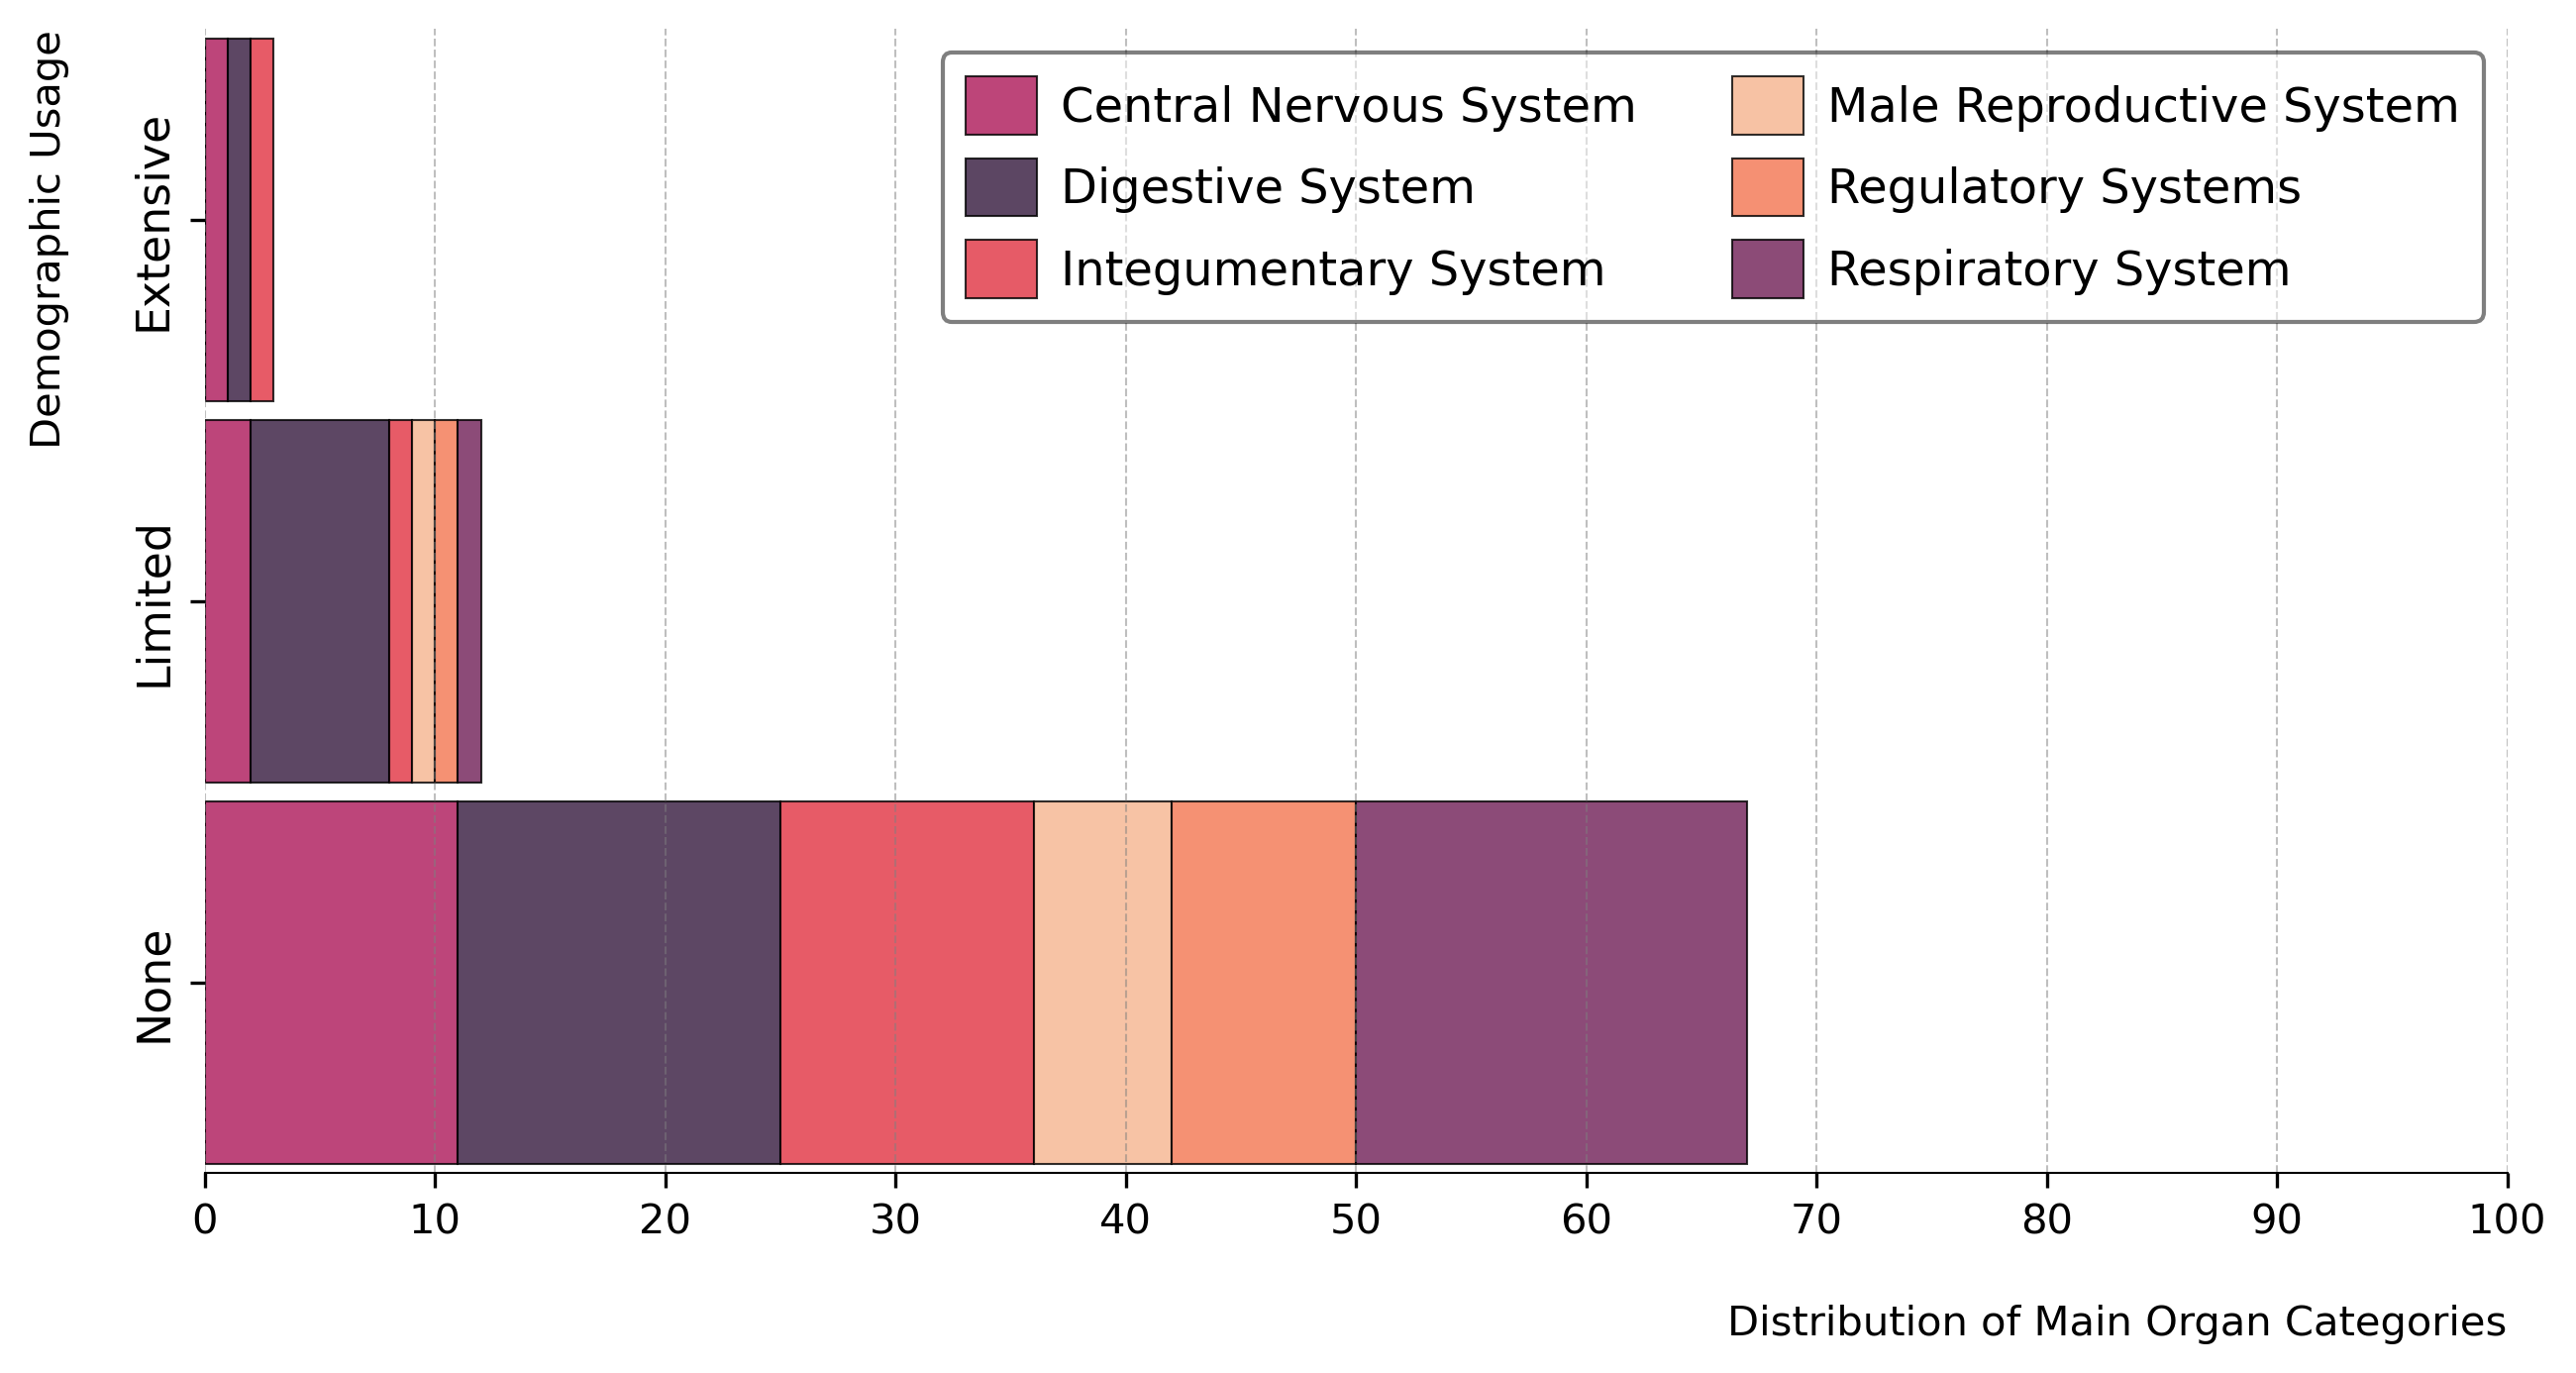 Demographic Usage
Extensive
Limited
None
Central Nervous System
Digestive System
Integumentary System
Male Reproductive System
Regulatory Systems
Respiratory System
0 10 20 30 40 50 60 70 80 90 100
Distribution of Main Organ Categories